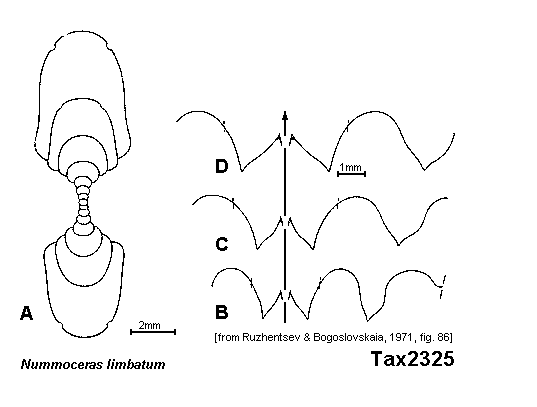 D
1mm
C
B
A
2mm
[from Ruzhentsev & Bogoslovskaia, 1971, fig. 86]
Nummoceras limbatum
Tax2325